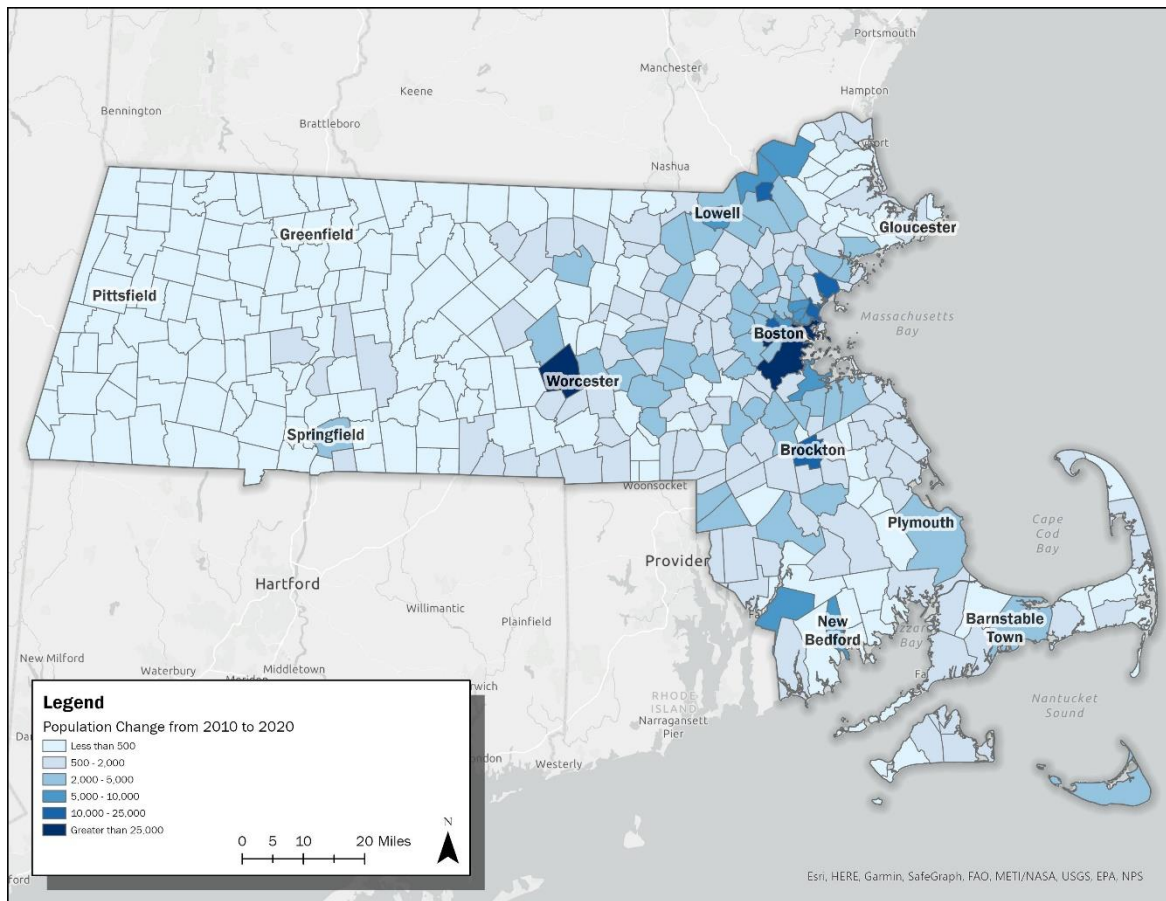 Portsmouth
Manchester
Hampton
Keene
Bennington
Brattleboro
Nashua
Lowell
Gloucester
Greenfield
Pittsfield
Massachusetts
Bay
Boston
Worcester
Springfield
Brockton
Woonsocket
Plymouth
Cape
Cod
Bay
Provider
Hartford
Willimantic
Plainfield
New
Bedford
Barnstable
Town
New Milford
Waterbury
Middletown
RHODE
ISLAND
Narragansett
Pier
Nantucket
Sound
Westerly
Legend
Population Change from 2010 to 2020
Less than 500
500 - 2,000
2,000 - 5,000
5,000 - 10,000
10,000 - 25,000
Greater than 25,000
0 5 10 20 Miles
N
Esri, HERE, Garmin, SafeGraph, FAO, METI/NASA, USGS, EPA, NPS